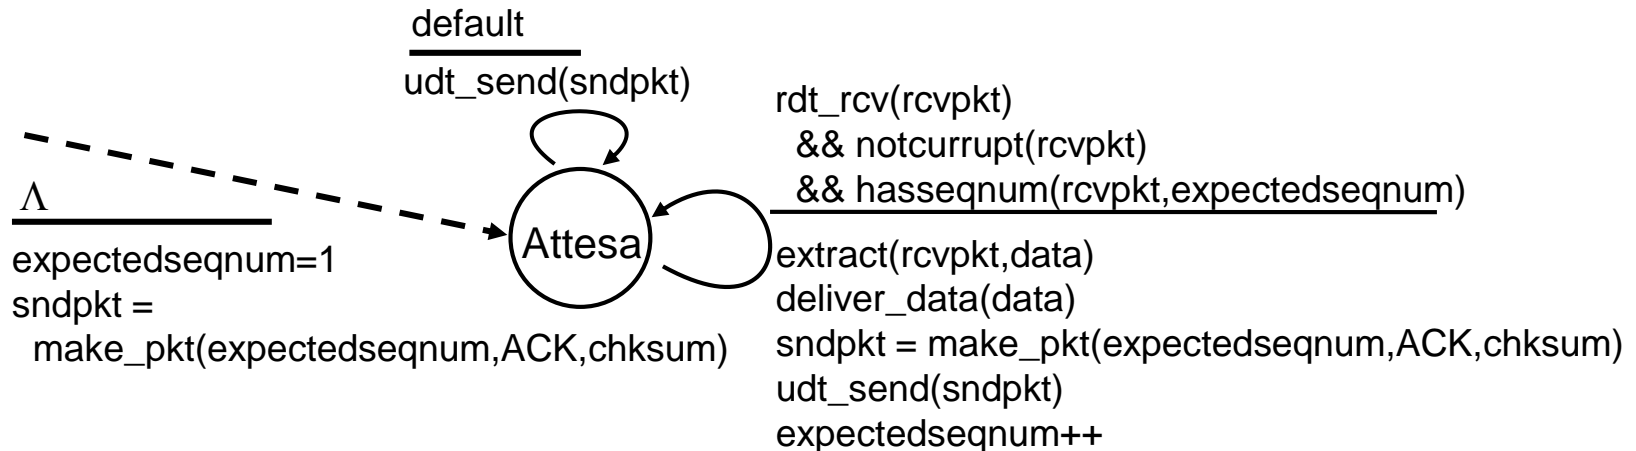 default
udt_send(sndpkt)
rdt_rcv(rcvpkt)
&& notcurrupt(rcvpkt)
&& hasseqnum(rcvpkt,expectedseqnum)
Λ
Attesa
expectedseqnum=1
sndpkt =
make_pkt(expectedseqnum,ACK,chksum)
extract(rcvpkt,data)
deliver_data(data)
sndpkt = make_pkt(expectedseqnum,ACK,chksum)
udt_send(sndpkt)
expectedseqnum++